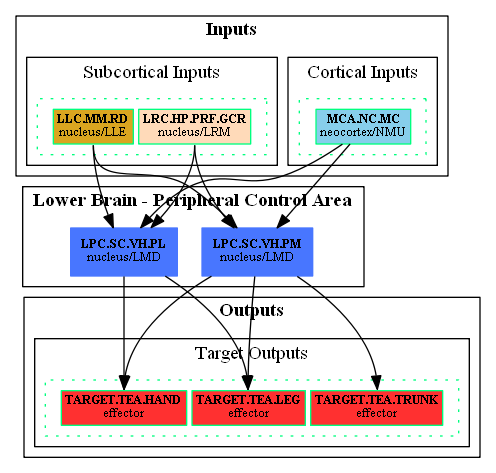 Inputs
Subcortical Inputs
Cortical Inputs
LLC.MM.RD
nucleus/LLE
LRC.HP.PRF.GCR
nucleus/LRM
MCA.NC.MC
neocortex/NMU
Lower Brain - Peripheral Control Area
LPC.SC.VH.PL
nucleus/LMD
LPC.SC.VH.PM
nucleus/LMD
Outputs
Target Outputs
TARGET.TEA.HAND
effector
TARGET.TEA.LEG
effector
TARGET.TEA.TRUNK
effector